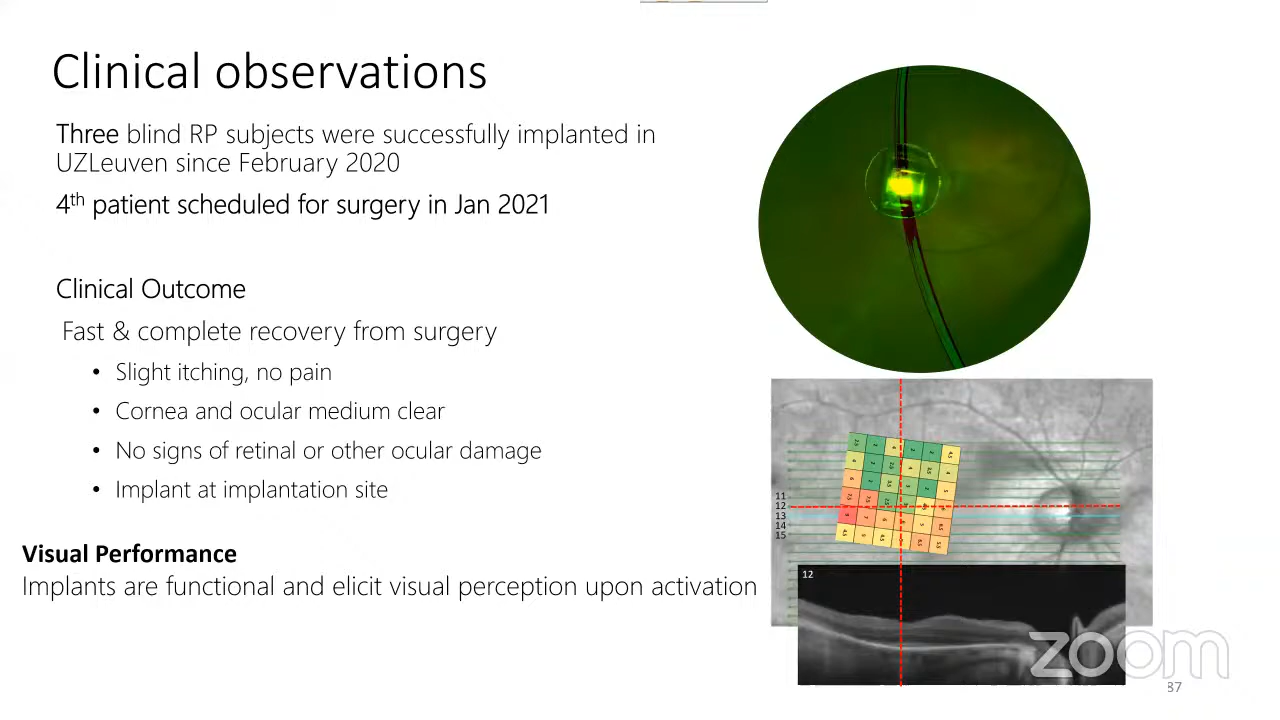 Clinical observations
Three blind RP subjects were successfully implanted in
UZLeuven since February 2020
4th patient scheduled for surgery in Jan 2021
Clinical Outcome
Fast & complete recovery from surgery
• Slight itching, no pain
• Cornea and ocular medium clear
• No signs of retinal or other ocular damage
• Implant at implantation site
Visual Performance
Implants are functional and elicit visual perception upon activation
11
12
13
14
15
12
zoom
37